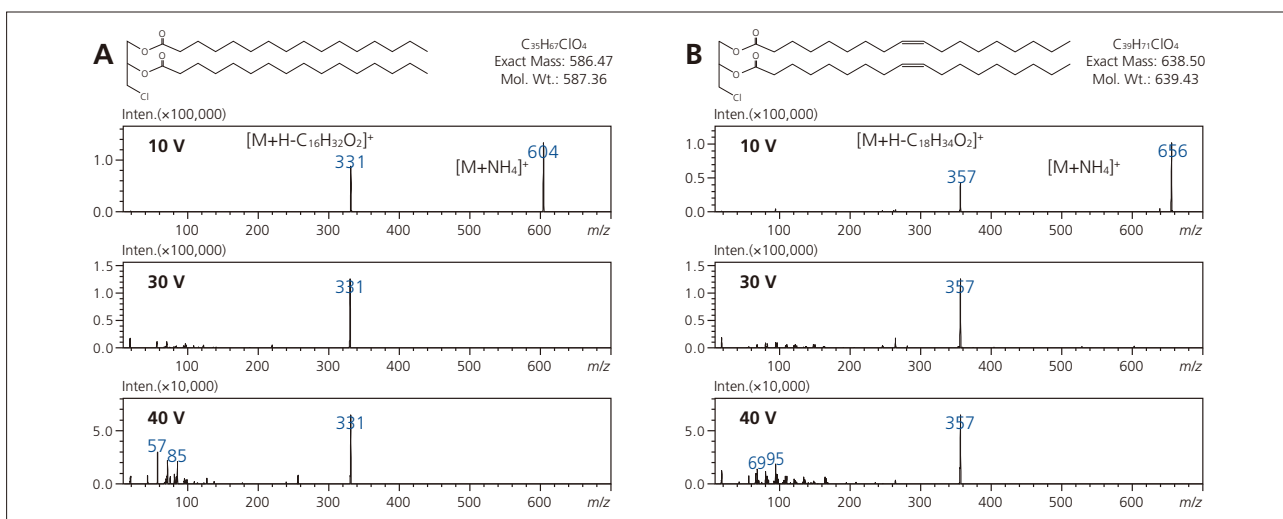 A
O
O
O
O
Cl
C₃₅H₆₇ClO₄
Exact Mass: 586.47
Mol. Wt.: 587.36
Inten.(×100,000)
10 V
[M+H-C₁₆H₃₂O₂]⁺
331
[M+NH₄]⁺
604
1.0
0.0
100 200 300 400 500 600 m/z
Inten.(×100,000)
30 V
331
1.5
1.0
0.5
0.0
100 200 300 400 500 600 m/z
Inten.(×10,000)
40 V
57
85
331
5.0
0.0
100 200 300 400 500 600 m/z
B
O
O
O
O
Cl
C₃₉H₇₁ClO₄
Exact Mass: 638.50
Mol. Wt.: 639.43
Inten.(×100,000)
10 V
[M+H-C₁₈H₃₄O₂]⁺
357
[M+NH₄]⁺
656
1.0
0.5
0.0
100 200 300 400 500 600 m/z
Inten.(×100,000)
30 V
357
1.5
1.0
0.5
0.0
100 200 300 400 500 600 m/z
Inten.(×10,000)
40 V
69
95
357
5.0
0.0
100 200 300 400 500 600 m/z